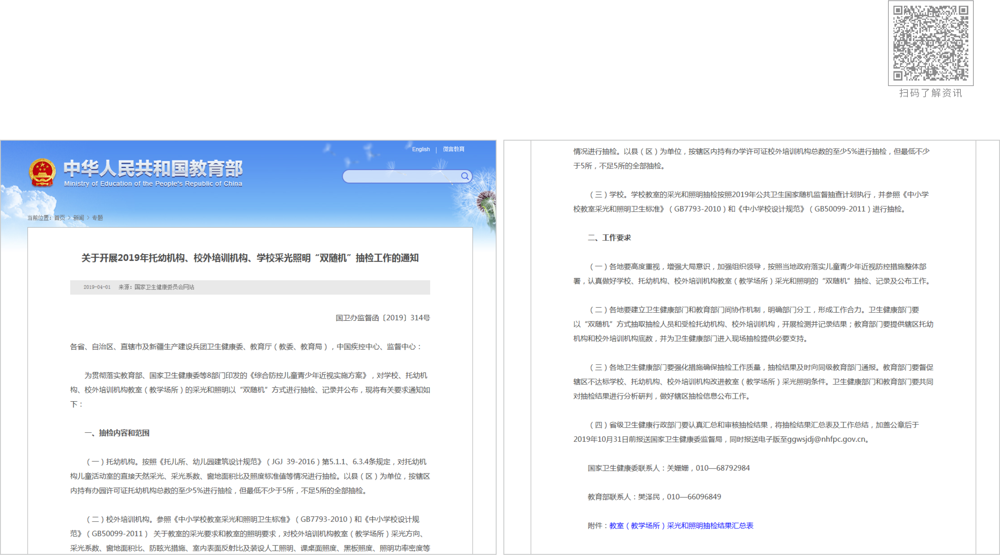 扫码了解资讯
English | 微言教育
中华人民共和国教育部
Ministry of Education of the People's Republic of China
当前位置：首页 > 新闻 > 专题
关于开展2019年托幼机构、校外培训机构、学校采光照明“双随机”抽检工作的通知
2019-04-01 来源：国家卫生健康委员会网站
国卫办监督函〔2019〕314号
各省、自治区、直辖市及新疆生产建设兵团卫生健康委、教育厅（教委、教育局），中国疾控中心、监督中心：
为贯彻落实教育部、国家卫生健康委等8部门印发的《综合防控儿童青少年近视实施方案》，对学校、托幼机
构、校外培训机构教室（教学场所）的采光和照明以“双随机”方式进行抽检、记录并公布，现将有关要求通知如
下：
一、抽检内容和范围
（一）托幼机构。按照《托儿所、幼儿园建筑设计规范》（JGJ 39-2016）第5.1.1、6.3.4条规定，对托幼机
构儿童活动室的直接天然采光、采光系数、窗地面积比及照度标准值等情况进行抽检。以县（区）为单位，按辖区
内持有办园许可证托幼机构总数的至少5%进行抽检，但最低不少于5所，不足5所的全部抽检。
（二）校外培训机构。参照《中小学校教室采光和照明卫生标准》（GB7793-2010）和《中小学校设计规
范》（GB50099-2011） 关于教室的采光要求和教室的照明要求，对校外培训机构教室（教学场所）采光方向、
采光系数、窗地面积比、防眩光措施、室内表面反射比及装设人工照明、课桌面照度、黑板照度、照明功率密度等
情况进行抽检。以县（区）为单位，按辖区内持有办学许可证校外培训机构总数的至少5%进行抽检，但最低不少
于5所，不足5所的全部抽检。
（三）学校。学校教室的采光和照明抽检按照2019年公共卫生国家随机监督抽查计划执行，并参照《中小学
校教室采光和照明卫生标准》（GB7793-2010）和《中小学校设计规范》（GB50099-2011）进行抽检。
二、工作要求
（一）各地要高度重视，增强大局意识，加强组织领导，按照当地政府落实儿童青少年近视防控措施整体部
署，认真做好学校、托幼机构、校外培训机构教室（教学场所）采光和照明的“双随机”抽检、记录及公布工作。
（二）各地要建立卫生健康部门和教育部门间协作机制，明确部门分工，形成工作合力。卫生健康部门要
以“双随机”方式抽取抽检人员和受检托幼机构、校外培训机构，开展检测并记录结果；教育部门要提供辖区托幼
机构和校外培训机构底数，并为卫生健康部门进入现场抽检提供必要支持。
（三）各地卫生健康部门要强化措施确保抽检工作质量，抽检结果及时向同级教育部门通报。教育部门要督促
辖区不达标学校、托幼机构、校外培训机构改进教室（教学场所）采光照明条件。卫生健康部门和教育部门要共同
对抽检结果进行分析研判，做好辖区抽检信息公布工作。
（四）省级卫生健康行政部门要认真汇总和审核抽检结果，将抽检结果汇总表及工作总结，加盖公章后于
2019年10月31日前报送国家卫生健康委监督局，同时报送电子版至ggwsjdj@nhfpc.gov.cn。
国家卫生健康委联系人：关姗姗，010—68792984
教育部联系人：樊泽民，010—66096849
附件：教室（教学场所）采光和照明抽检结果汇总表